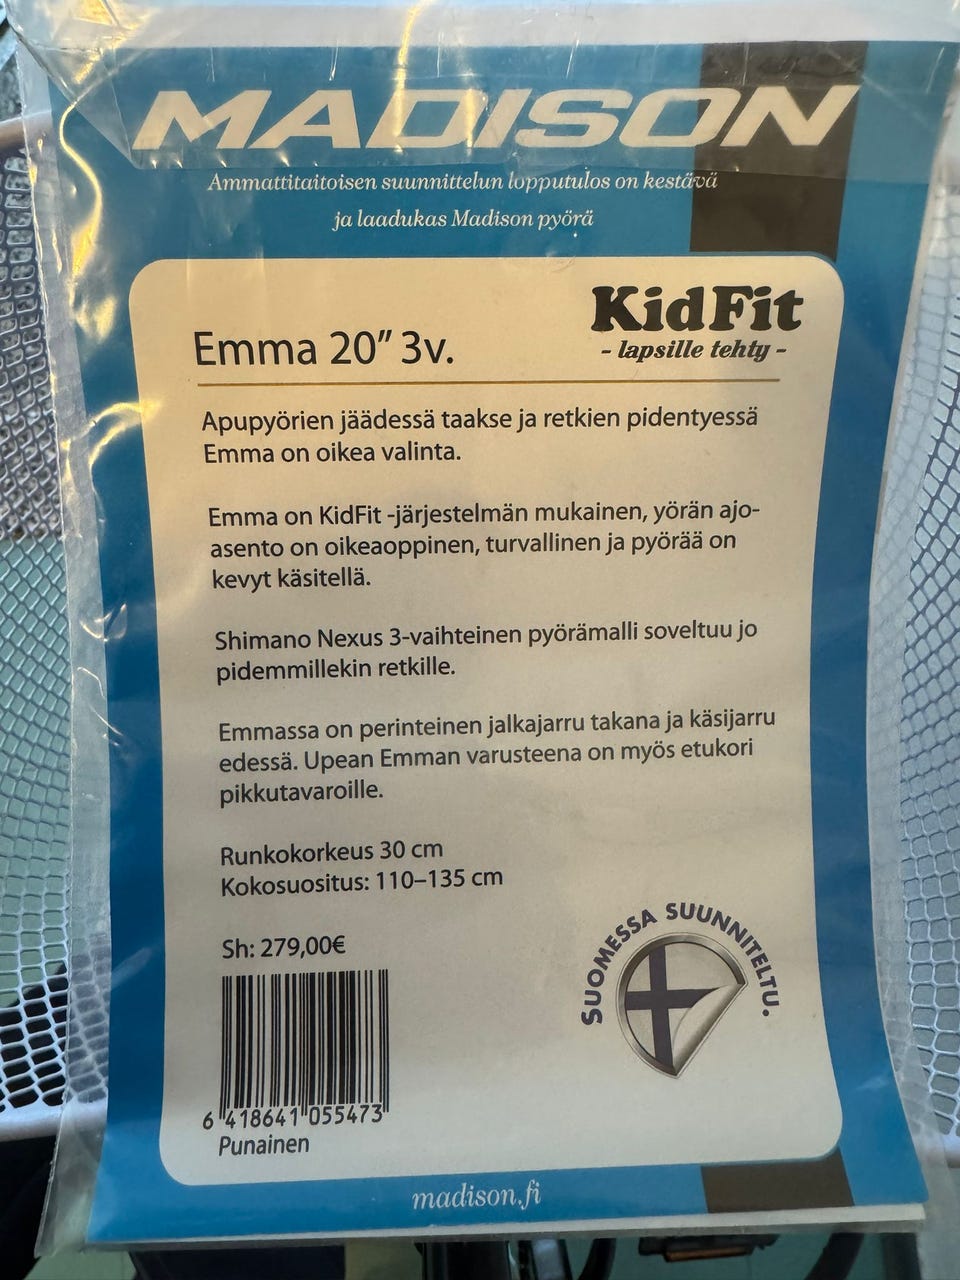 MADISON
Ammattitaitoisen suunnittelun lopputulos on kestävä
ja laadukas Madison pyörä
KidFit
- lapsille tehty -
Emma 20” 3v.
Apupyörien jäädessä taakse ja retkien pidentyessä
Emma on oikea valinta.
Emma on KidFit -järjestelmän mukainen, yörän ajo-
asento on oikeaoppinen, turvallinen ja pyörää on
kevyt käsitellä.
Shimano Nexus 3-vaihteinen pyörämalli soveltuu jo
pidemmillekin retkille.
Emmassa on perinteinen jalkajarru takana ja käsijarru
edessä. Upean Emman varusteena on myös etukori
pikkutavaroille.
Runkokorkeus 30 cm
Kokosuositus: 110–135 cm
Sh: 279,00€
SUOMESSA SUUNNITELTU.
6 418641 055473
Punainen
madison.fi